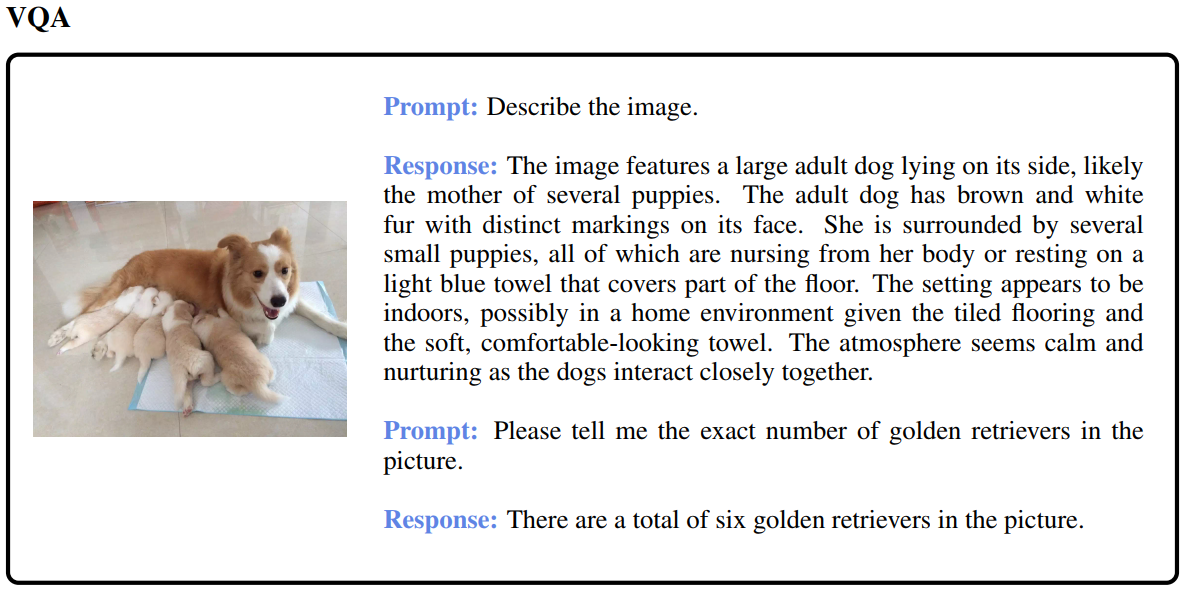 VQA
Prompt: Describe the image.
Response: The image features a large adult dog lying on its side, likely
the mother of several puppies. The adult dog has brown and white
fur with distinct markings on its face. She is surrounded by several
small puppies, all of which are nursing from her body or resting on a
light blue towel that covers part of the floor. The setting appears to be
indoors, possibly in a home environment given the tiled flooring and
the soft, comfortable-looking towel. The atmosphere seems calm and
nurturing as the dogs interact closely together.
Prompt: Please tell me the exact number of golden retrievers in the
picture.
Response: There are a total of six golden retrievers in the picture.